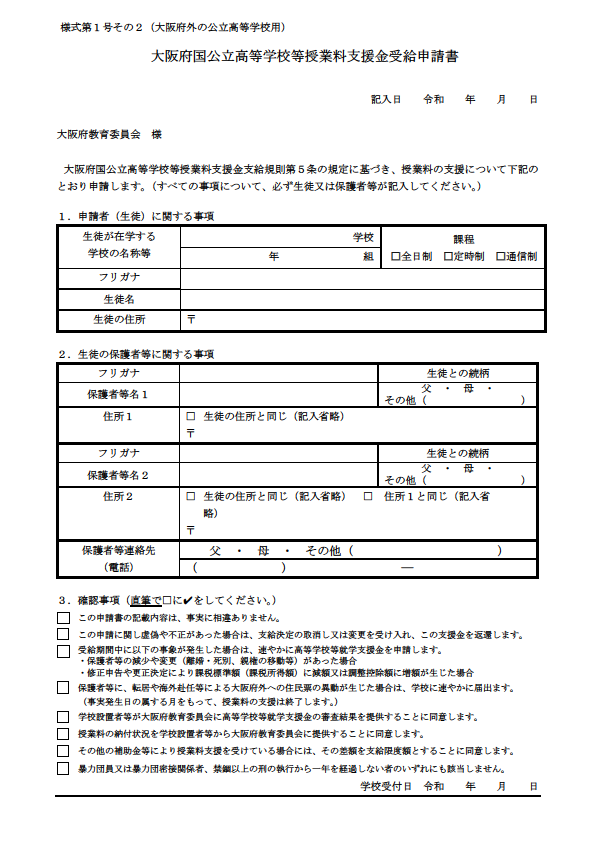 様式第１号その２（大阪府外の公立高等学校用）
大阪府国公立高等学校等授業料支援金受給申請書
記入日　令和　　年　　月　　日
大阪府教育委員会　様
大阪府国公立高等学校等授業料支援金支給規則第５条の規定に基づき、授業料の支援について下記の
とおり申請します。（すべての事項について、必ず生徒又は保護者等が記入してください。）
１．申請者（生徒）に関する事項
生徒が在学する
学校の名称等
学校
年　　組
課程
□全日制　□定時制　□通信制
フリガナ
生徒名
生徒の住所　〒
２．生徒の保護者等に関する事項
フリガナ　生徒との続柄
保護者等名１　父　・　母　・
その他（　　　）
住所１　□　生徒の住所と同じ（記入省略）
〒
フリガナ　生徒との続柄
保護者等名２　父　・　母　・
その他（　　　）
住所２　□　生徒の住所と同じ（記入省略）　□　住所１と同じ（記入省
略）
〒
保護者等連絡先　父　・　母　・　その他（　　　）
（電話）　（　　　）　　　―
３．確認事項（直筆で□に✔をしてください。）
□　この申請書の記載内容は、事実に相違ありません。
□　この申請に関し虚偽や不正があった場合は、支給決定の取消し又は変更を受け入れ、この支援金を返還します。
□　受給期間中に以下の事象が発生した場合は、速やかに高等学校等就学支援金を申請します。
・保護者等の減少や変更（離婚・死別、親権の移動等）があった場合
・修正申告や更正決定により課税標準額（課税所得額）に減額又は調整控除額に増額が生じた場合
□　保護者等に、転居や海外赴任等による大阪府外への住民票の異動が生じた場合は、学校に速やかに届出ます。
（事実発生日の属する月をもって、授業料の支援は終了します。）
□　学校設置者等が大阪府教育委員会に高等学校等就学支援金の審査結果を提供することに同意します。
□　授業料の納付状況を学校設置者等から大阪府教育委員会に提供することに同意します。
□　その他の補助金等により授業料支援を受けている場合には、その差額を支給限度額とすることに同意します。
□　暴力団員又は暴力団密接関係者、禁錮以上の刑の執行から一年を経過しない者のいずれにも該当しません。
学校受付日　令和　　年　　月　　日